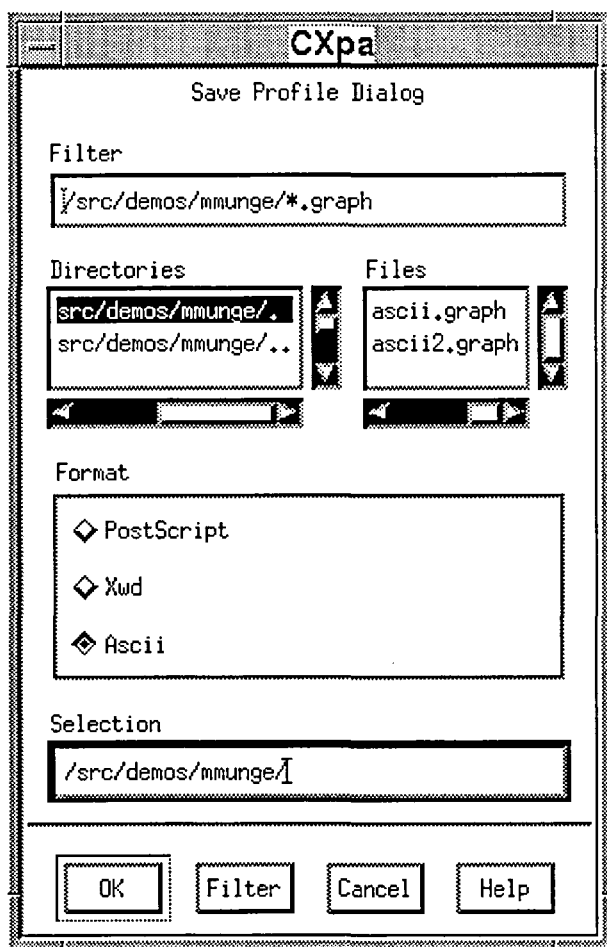 CXpa
Save Profile Dialog
Filter
/src/demos/mmunge/*.graph
Directories
Files
src/demos/mmunge/.
src/demos/mmunge/..
ascii.graph
ascii2.graph
Format
PostScript
Xwd
Ascii
Selection
/src/demos/mmunge/
OK
Filter
Cancel
Help